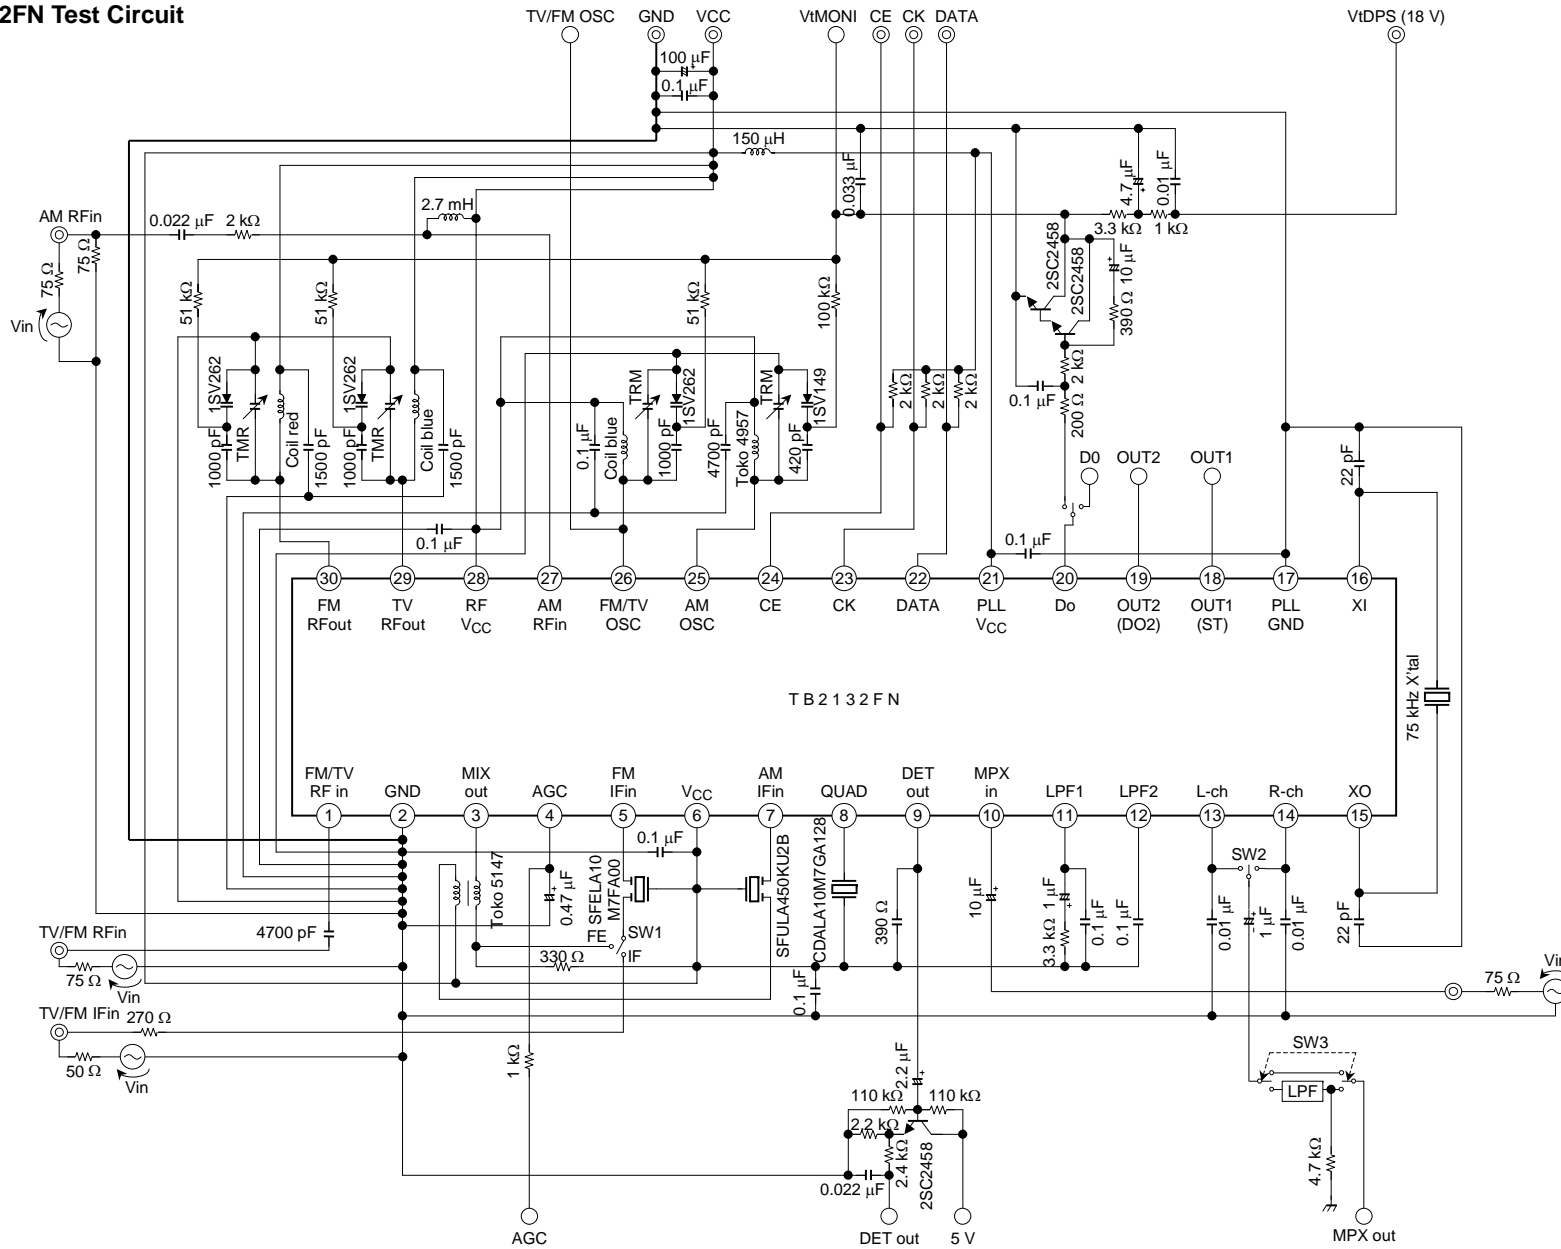 2FN Test Circuit
TV/FM OSC
GND
VCC
VtMONI
CE
CK
DATA
VtDPS (18 V)
100 μF
0.1 μF
150 μH
0.033 μF
4.7 μF
0.01 μF
3.3 kΩ
1 kΩ
AM RFin
0.022 μF
2 kΩ
2.7 mH
75 Ω
75 Ω
Vin
51 kΩ
51 kΩ
51 kΩ
100 kΩ
2SC2458
2SC2458
10 μF
390 Ω
1SV262
TMR
1000 pF
Coil red
1500 pF
1SV262
TMR
1000 pF
Coil blue
1500 pF
0.1 μF
Coil blue
TRM
1SV262
1000 pF
4700 pF
Toko 4957
TRM
1SV149
420 pF
2 kΩ
2 kΩ
2 kΩ
2 kΩ
0.1 μF
200 Ω
D0
OUT2
OUT1
22 pF
0.1 μF
0.1 μF
30
29
28
27
26
25
24
23
22
21
20
19
18
17
16
FM
RFout
TV
RFout
RF
VCC
AM
RFin
FM/TV
OSC
AM
OSC
CE
CK
DATA
PLL
VCC
Do
OUT2
(DO2)
OUT1
(ST)
PLL
GND
XI
TB2132FN
75 kHz X'tal
FM/TV
RF in
GND
MIX
out
AGC
FM
IFin
VCC
AM
IFin
QUAD
DET
out
MPX
in
LPF1
LPF2
L-ch
R-ch
XO
1
2
3
4
5
6
7
8
9
10
11
12
13
14
15
0.1 μF
Toko 5147
0.47 μF
SFELA10
M7FA00
SFULA450KU2B
CDALA10M7GA128
390 Ω
10 μF
1 μF
3.3 kΩ
0.1 μF
0.1 μF
SW2
0.01 μF
1 μF
0.01 μF
22 pF
TV/FM RFin
4700 pF
75 Ω
Vin
FE
SW1
IF
330 Ω
0.1 μF
75 Ω
Vin
TV/FM IFin
270 Ω
50 Ω
Vin
1 kΩ
2.2 μF
110 kΩ
110 kΩ
2.2 kΩ
2.4 kΩ
2SC2458
0.022 μF
SW3
LPF
4.7 kΩ
AGC
DET out
5 V
MPX out